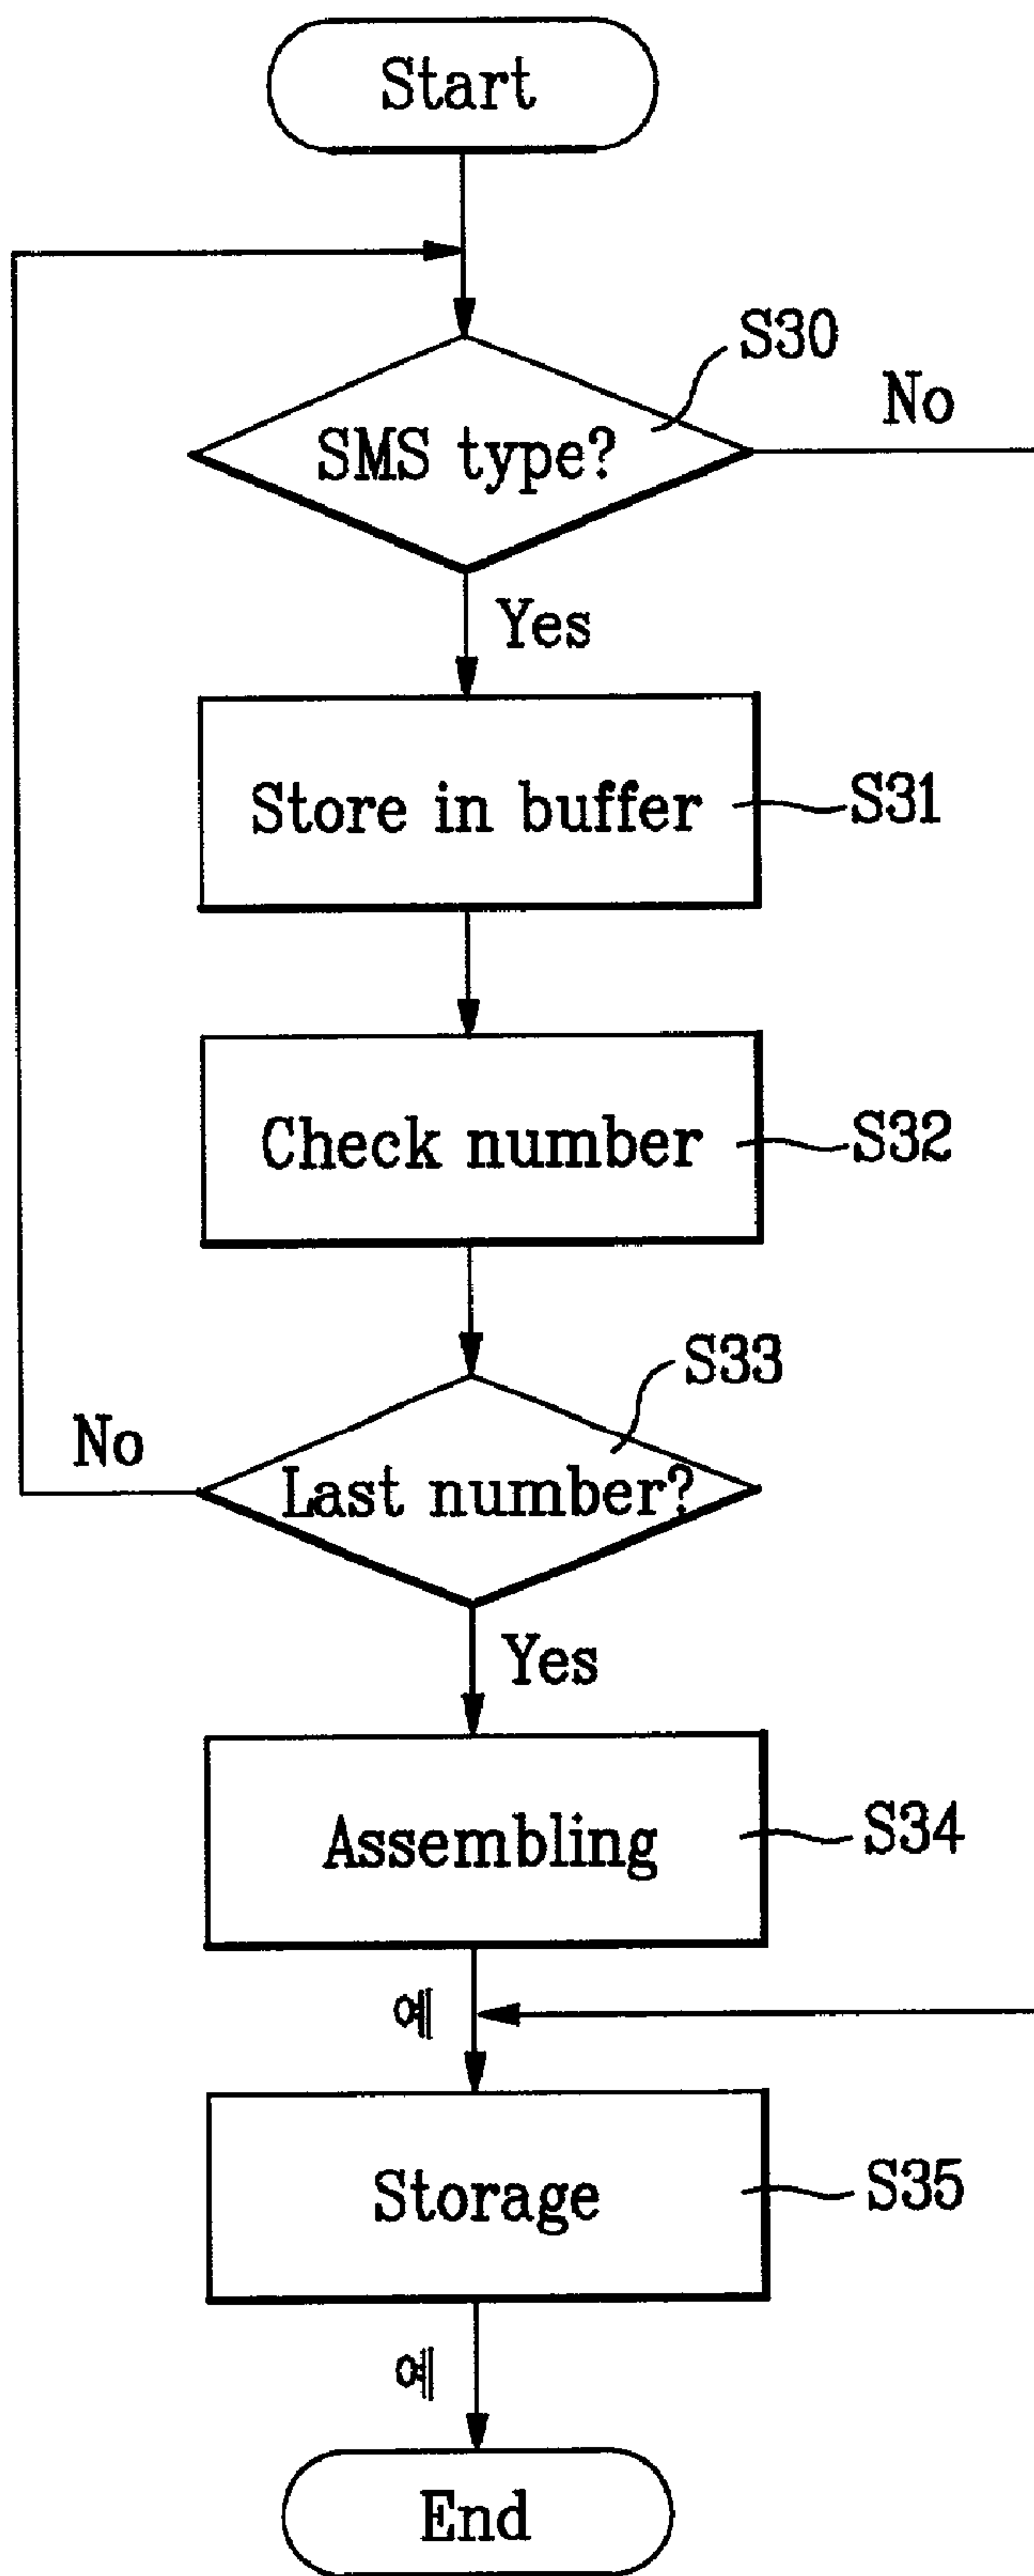 Start
S30
No
SMS type?
Yes
Store in buffer
S31
Check number
S32
S33
No
Last number?
Yes
Assembling
S34
예
Storage
S35
예
End